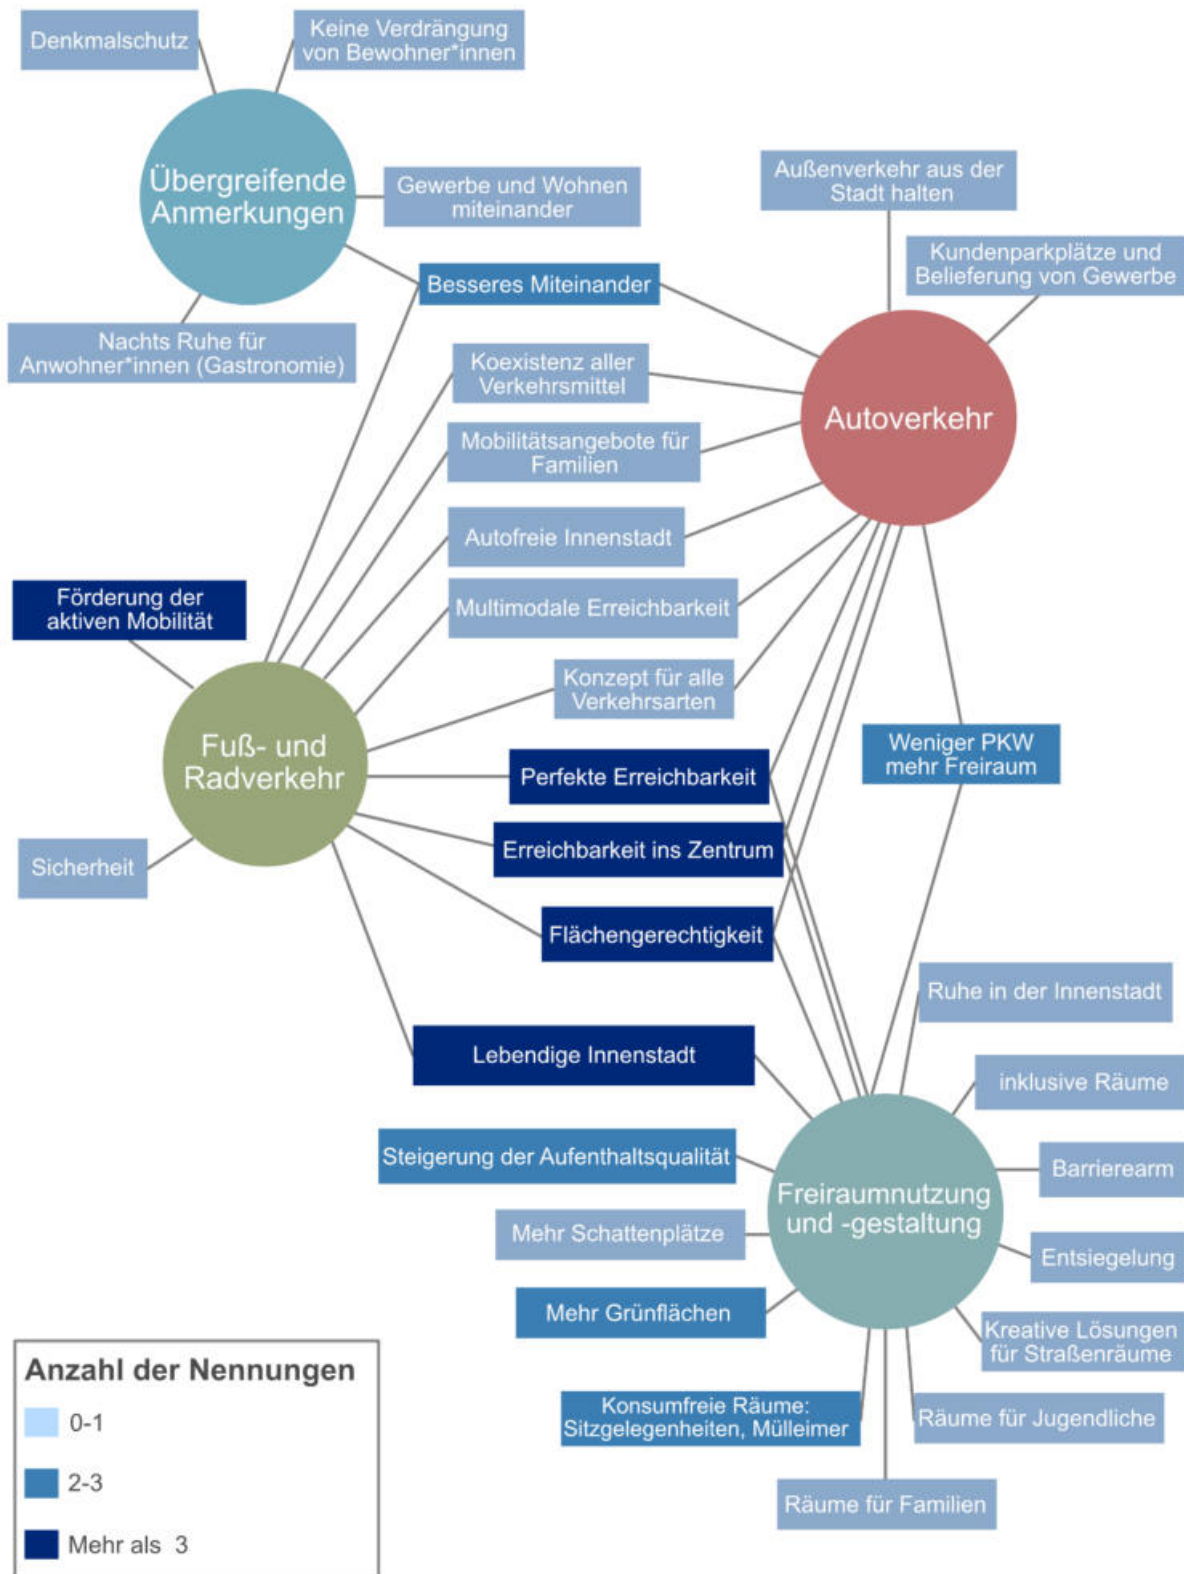 Denkmalschutz
Keine Verdrängung
von Bewohner*innen
Übergreifende
Anmerkungen
Gewerbe und Wohnen
miteinander
Außenverkehr aus der
Stadt halten
Kundenparkplätze und
Belieferung von Gewerbe
Besseres Miteinander
Nachts Ruhe für
Anwohner*innen (Gastronomie)
Koexistenz aller
Verkehrsmittel
Autoverkehr
Mobilitätsangebote für
Familien
Autofreie Innenstadt
Förderung der
aktiven Mobilität
Multimodale Erreichbarkeit
Konzept für alle
Verkehrsarten
Fuß- und
Radverkehr
Weniger PKW
mehr Freiraum
Perfekte Erreichbarkeit
Erreichbarkeit ins Zentrum
Sicherheit
Flächengerechtigkeit
Ruhe in der Innenstadt
Lebendige Innenstadt
inklusive Räume
Steigerung der Aufenthaltsqualität
Barrierearm
Freiraumnutzung
und -gestaltung
Mehr Schattenplätze
Entsiegelung
Mehr Grünflächen
Kreative Lösungen
für Straßenräume
Konsumfreie Räume:
Sitzgelegenheiten, Mülleimer
Räume für Jugendliche
Räume für Familien
Anzahl der Nennungen
0-1
2-3
Mehr als 3